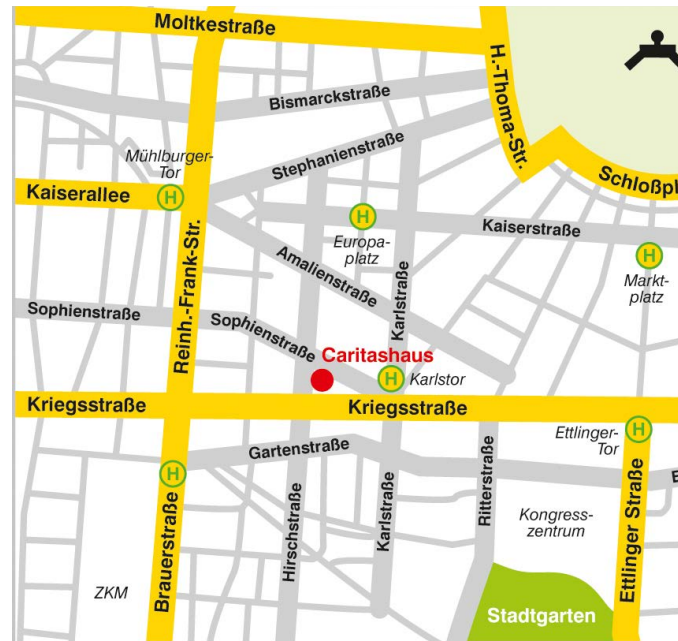 Moltkestraße
Bismarckstraße
H.-Thoma-Str.
Stephanienstraße
Mühlburger-
Tor
Kaiserallee
H
Schloßpl
H
Kaiserstraße
Europa-
platz
Reinh.-Frank-Str.
Amalienstraße
Karlstraße
H
Markt-
platz
Sophienstraße
Sophienstraße
Caritashaus
H
Karlstor
Kriegsstraße
Kriegsstraße
Ettlinger-
Tor
H
Gartenstraße
H
Hirschstraße
Karlstraße
Ritterstraße
Kongress-
zentrum
Ettlinger Straße
Brauerstraße
ZKM
Stadtgarten